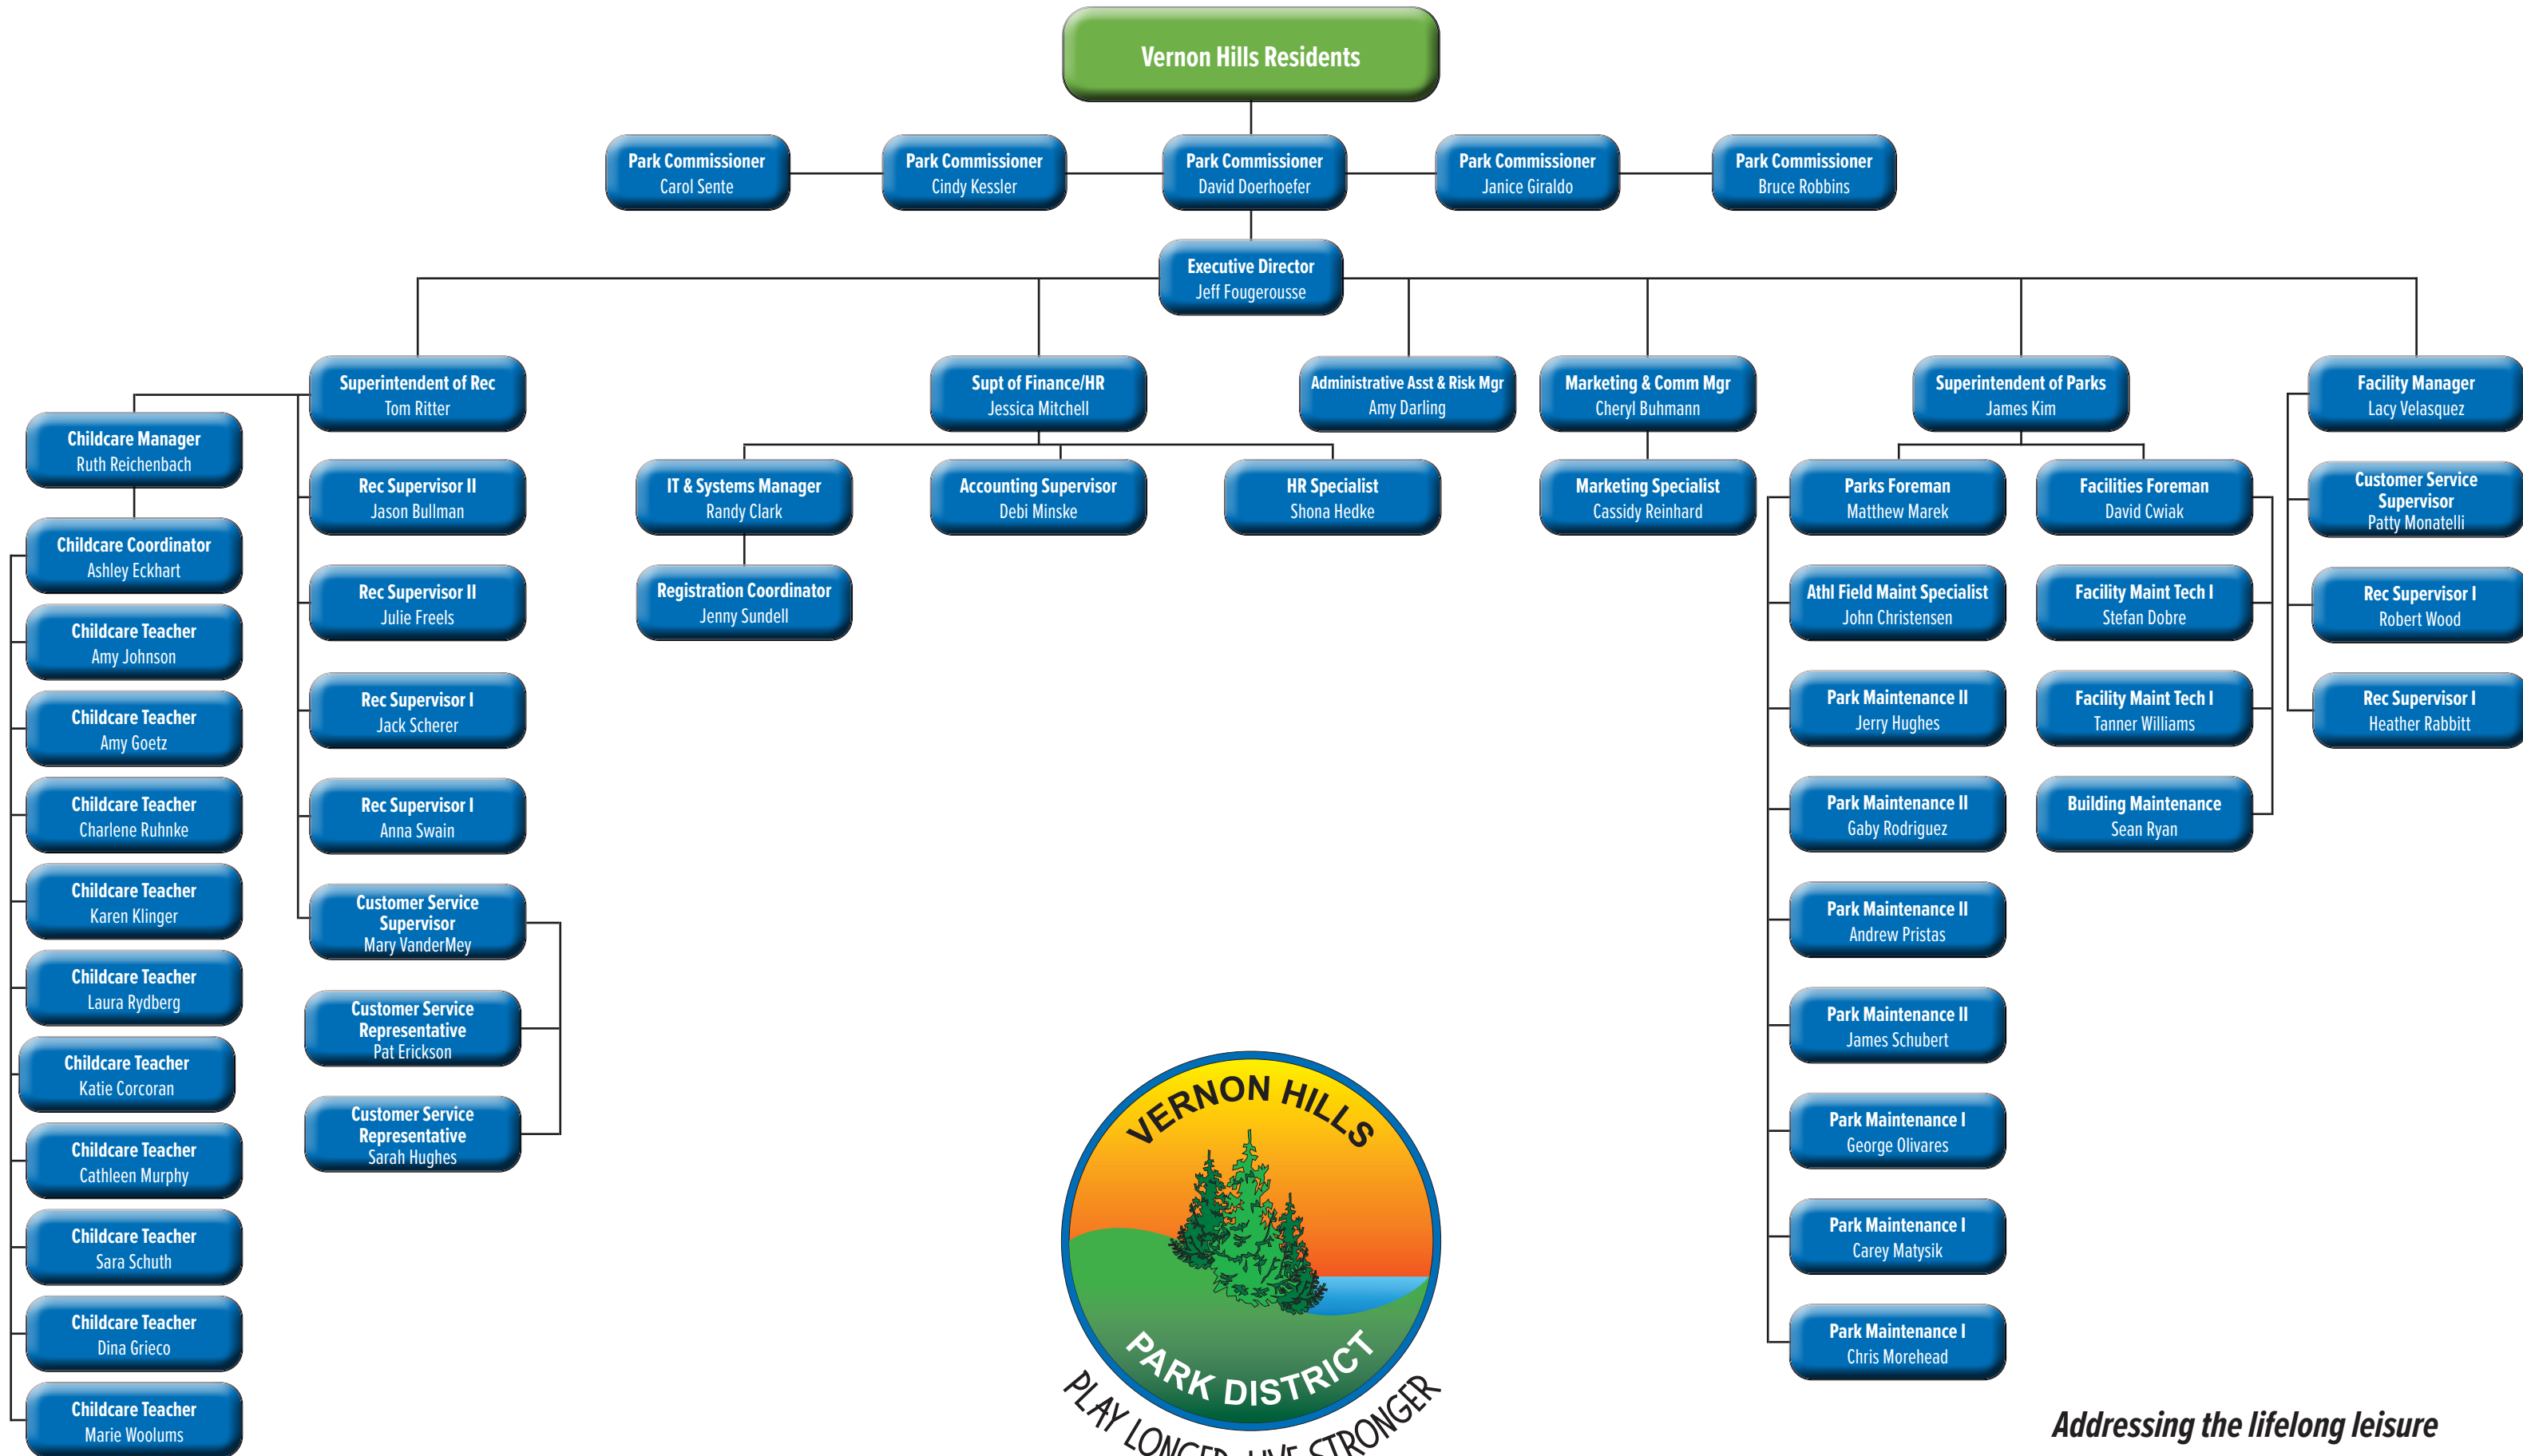 Vernon Hills Residents
Park Commissioner
Carol Sente
Park Commissioner
Cindy Kessler
Park Commissioner
David Doerhoefer
Park Commissioner
Janice Giraldo
Park Commissioner
Bruce Robbins
Executive Director
Jeff Fougerousse
Superintendent of Rec
Tom Ritter
Supt of Finance/HR
Jessica Mitchell
Administrative Asst & Risk Mgr
Amy Darling
Marketing & Comm Mgr
Cheryl Buhmann
Superintendent of Parks
James Kim
Facility Manager
Lacy Velasquez
Childcare Manager
Ruth Reichenbach
Childcare Coordinator
Ashley Eckhart
Childcare Teacher
Amy Johnson
Childcare Teacher
Amy Goetz
Childcare Teacher
Charlene Ruhnke
Childcare Teacher
Karen Klinger
Childcare Teacher
Laura Rydberg
Childcare Teacher
Katie Corcoran
Childcare Teacher
Cathleen Murphy
Childcare Teacher
Sara Schuth
Childcare Teacher
Dina Grieco
Childcare Teacher
Marie Woolums
Rec Supervisor II
Jason Bullman
Rec Supervisor II
Julie Freels
Rec Supervisor I
Jack Scherer
Rec Supervisor I
Anna Swain
Customer Service
Supervisor
Mary VanderMey
Customer Service
Representative
Pat Erickson
Customer Service
Representative
Sarah Hughes
IT & Systems Manager
Randy Clark
Registration Coordinator
Jenny Sundell
Accounting Supervisor
Debi Minske
HR Specialist
Shona Hedke
Marketing Specialist
Cassidy Reinhard
Parks Foreman
Matthew Marek
Athl Field Maint Specialist
John Christensen
Park Maintenance II
Jerry Hughes
Park Maintenance II
Gaby Rodriguez
Park Maintenance II
Andrew Pristas
Park Maintenance II
James Schubert
Park Maintenance I
George Olivares
Park Maintenance I
Carey Matysik
Park Maintenance I
Chris Morehead
Facilities Foreman
David Cwiak
Facility Maint Tech I
Stefan Dobre
Facility Maint Tech I
Tanner Williams
Building Maintenance
Sean Ryan
Customer Service
Supervisor
Patty Monatelli
Rec Supervisor I
Robert Wood
Rec Supervisor I
Heather Rabbitt
VERNON HILLS
PARK DISTRICT
PLAY LONGER STRONGER
Addressing the lifelong leisure